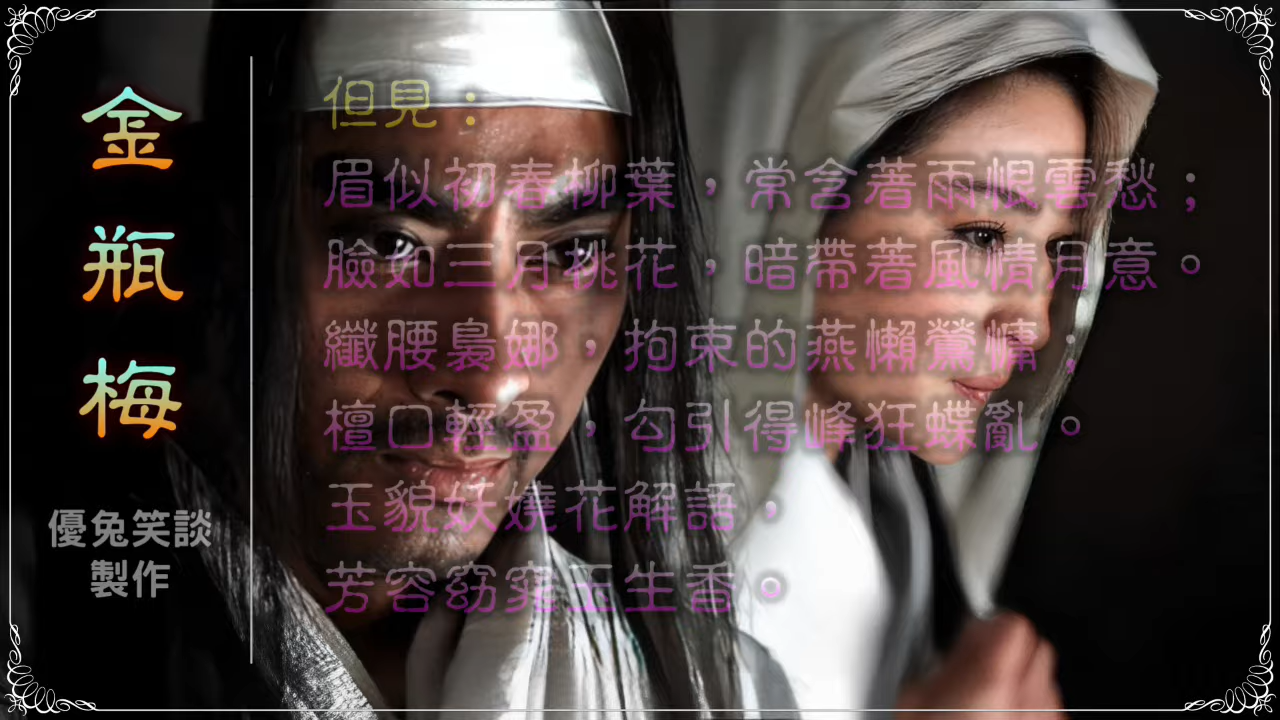 金瓶梅
優兔笑談
製作
但見：
眉似初春柳葉，常含著雨恨雲愁；
臉如三月桃花，暗帶著風情月意。
纖腰裊娜，拘束的燕懶鶯慵；
檀口輕盈，勾引得峰狂蝶亂。
玉貌妖嬈花解語，
芳容窈窕玉生香。